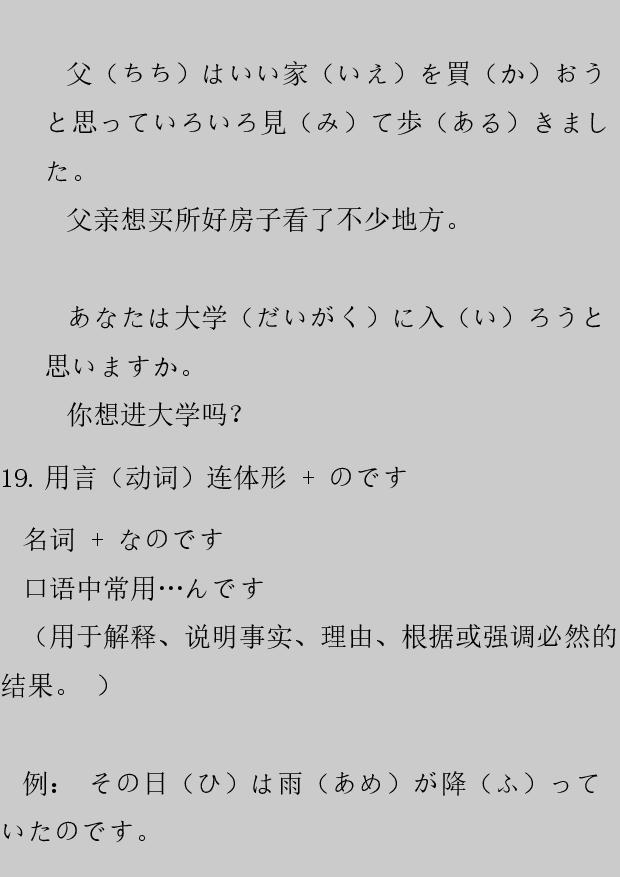 父（ちち）はいい家（いえ）を買（か）おう
と思っていろいろ見（み）て歩（ある）きまし
た。
父亲想买所好房子看了不少地方。
あなたは大学（だいがく）に入（い）ろうと
思いますか。
你想进大学吗？
19. 用言（动词）连体形 + のです
名词 + なのです
口语中常用…んです
（用于解释、说明事实、理由、根据或强调必然的
结果。 ）
例： その日（ひ）は雨（あめ）が降（ふ）って
いたのです。